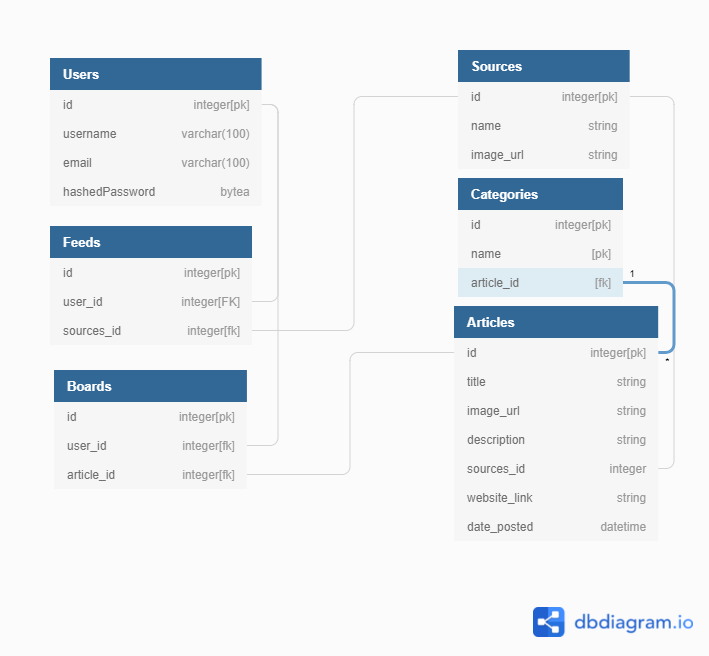 Users
id integer[pk]
username varchar(100)
email varchar(100)
hashedPassword bytea
Feeds
id integer[pk]
user_id integer[FK]
sources_id integer[fk]
Boards
id integer[pk]
user_id integer[fk]
article_id integer[fk]
Sources
id integer[pk]
name string
image_url string
Categories
id integer[pk]
name [pk]
article_id [fk]
1
*
Articles
id integer[pk]
title string
image_url string
description string
sources_id integer
website_link string
date_posted datetime
dbdiagram.io